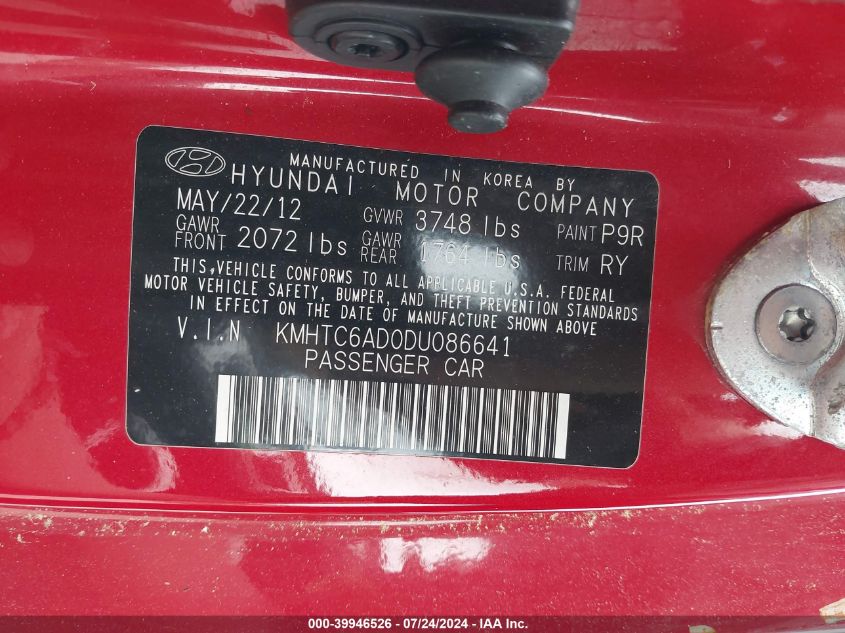 MANUFACTURED IN KOREA BY
HYUNDAI MOTOR COMPANY
MAY/22/12 GVWR 3748 lbs PAINT P9R
GAWR FRONT 2072 lbs GAWR REAR 1764 lbs TRIM RY
THIS VEHICLE CONFORMS TO ALL APPLICABLE U.S.A. FEDERAL
MOTOR VEHICLE SAFETY, BUMPER, AND THEFT PREVENTION STANDARDS
IN EFFECT ON THE DATE OF MANUFACTURE SHOWN ABOVE
V.I.N KMHTC6AD0DU086641
PASSENGER CAR
000-39946526 - 07/24/2024 - IAA Inc.